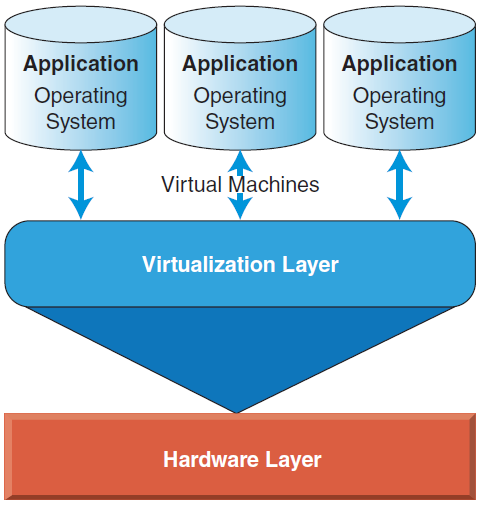 Application
Operating
System
Application
Operating
System
Application
Operating
System
Virtual Machines
Virtualization Layer
Hardware Layer